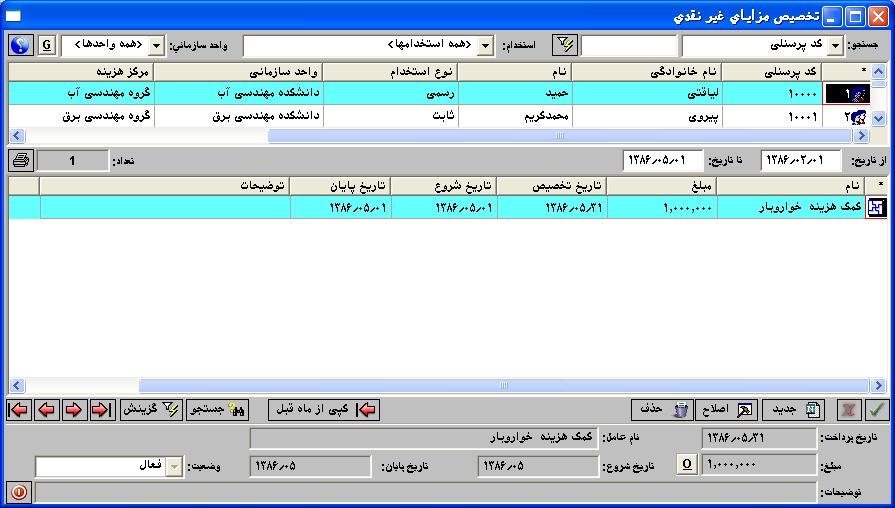 تخصیص مزایاي غیر نقدي
جستجو: کد پرسنلی استخدام: <همه استخدامها> واحد سازماني: <همه واحدها> G
* کد پرسنلی نام خانوادگی نام نوع استخدام واحد سازمانی مرکز هزینه
۱ ۱۰۰۰۰ لیاقتی حمید رسمی دانشکده مهندسی آب گروه مهندسی آب
۲ ۱۰۰۰۱ پیروی محمدکریم ثابت دانشکده مهندسی برق گروه مهندسی برق
از تاریخ: ۱۳۸۶/۰۲/۰۱ تا تاریخ: ۱۳۸۶/۰۵/۰۱ تعداد: 1
* نام مبلغ تاریخ تخصیص تاریخ شروع تاریخ پایان توضیحات
کمک هزینه خواروبار ۱,۰۰۰,۰۰۰ ۱۳۸۶/۰۵/۳۱ ۱۳۸۶/۰۵/۰۱ ۱۳۸۶/۰۵/۰۱
جدید اصلاح حذف کپی از ماه قبل جستجو گزینش
تاریخ پرداخت: ۱۳۸۶/۰۵/۳۱ نام عامل: کمک هزینه خواروبار
مبلغ: ۱,۰۰۰,۰۰۰ O تاریخ شروع: ۱۳۸۶/۰۵ تاریخ پایان: ۱۳۸۶/۰۵ وضعیت: فعال
توضیحات: